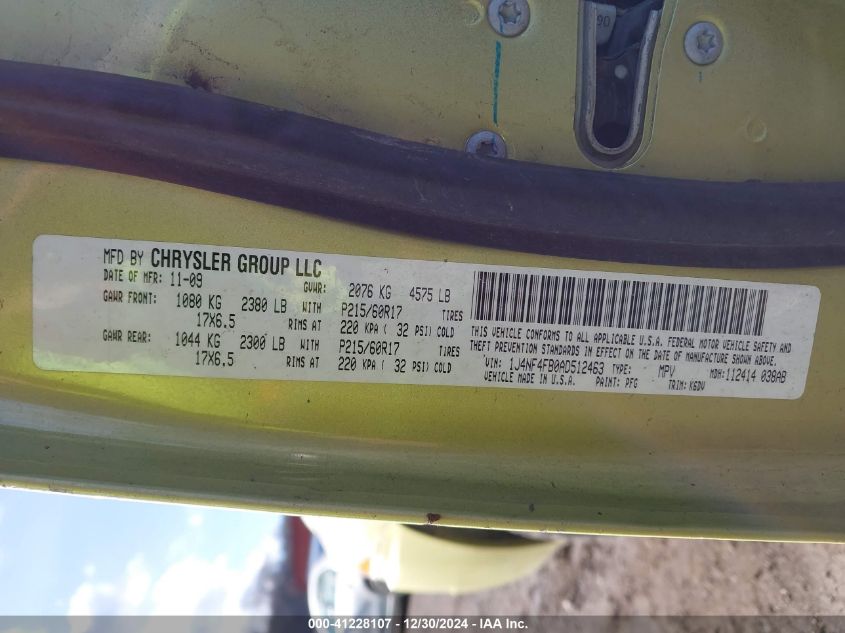 90
MFD BY CHRYSLER GROUP LLC
DATE OF MFR: 11-09 GVWR: 2076 KG 4575 LB
GAWR FRONT: 1080 KG 2380 LB WITH P215/60R17 TIRES
17X6.5 RIMS AT 220 KPA ( 32 PSI) COLD
GAWR REAR: 1044 KG 2300 LB WITH P215/60R17 TIRES
17X6.5 RIMS AT 220 KPA ( 32 PSI) COLD
THIS VEHICLE CONFORMS TO ALL APPLICABLE U.S.A. FEDERAL MOTOR VEHICLE SAFETY AND
THEFT PREVENTION STANDARDS IN EFFECT ON THE DATE OF MANUFACTURE SHOWN ABOVE.
VIN: 1J4NF4FB0AD512463 TYPE: MPV MDH: 112414 038AB
VEHICLE MADE IN U.S.A. PAINT: PFG TRIM: K6DV
000-41228107 - 12/30/2024 - IAA Inc.